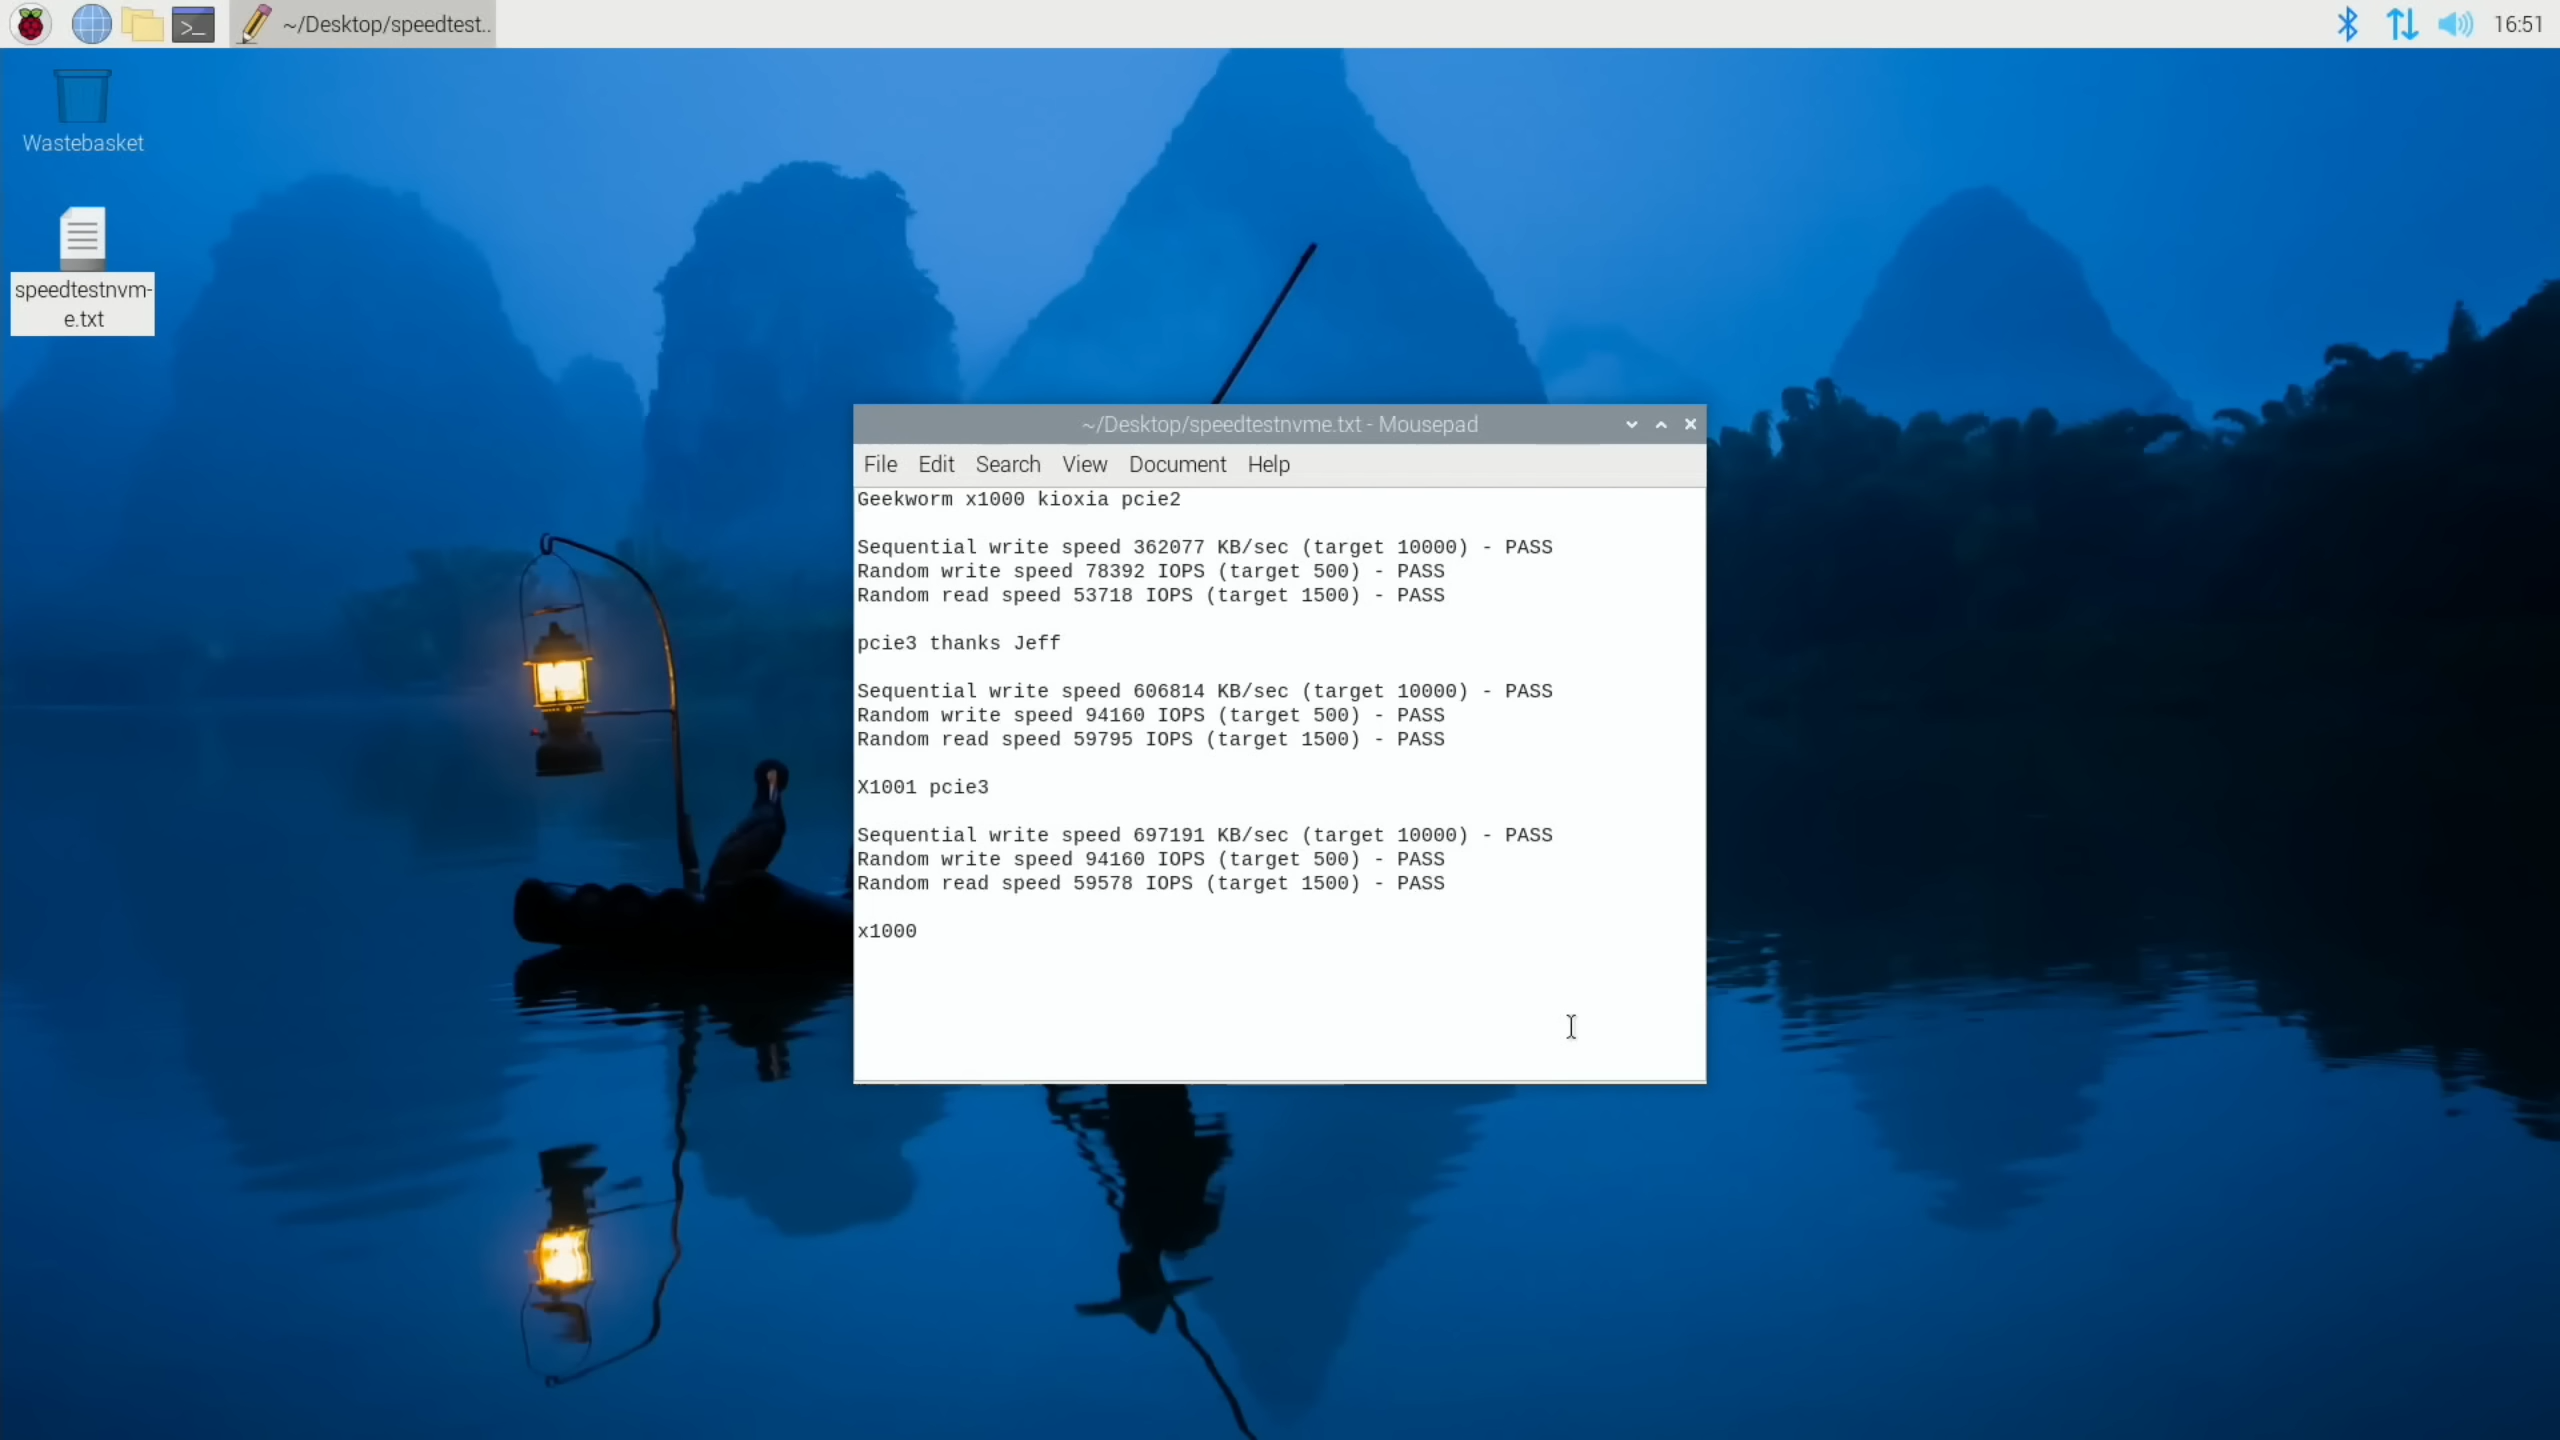 ~/Desktop/speedtest..
16:51
Wastebasket
speedtestnvm-
e.txt
~/Desktop/speedtestnvme.txt - Mousepad
File Edit Search View Document Help
Geekworm x1000 kioxia pcie2
Sequential write speed 362077 KB/sec (target 10000) - PASS
Random write speed 78392 IOPS (target 500) - PASS
Random read speed 53718 IOPS (target 1500) - PASS
pcie3 thanks Jeff
Sequential write speed 606814 KB/sec (target 10000) - PASS
Random write speed 94160 IOPS (target 500) - PASS
Random read speed 59795 IOPS (target 1500) - PASS
X1001 pcie3
Sequential write speed 697191 KB/sec (target 10000) - PASS
Random write speed 94160 IOPS (target 500) - PASS
Random read speed 59578 IOPS (target 1500) - PASS
x1000